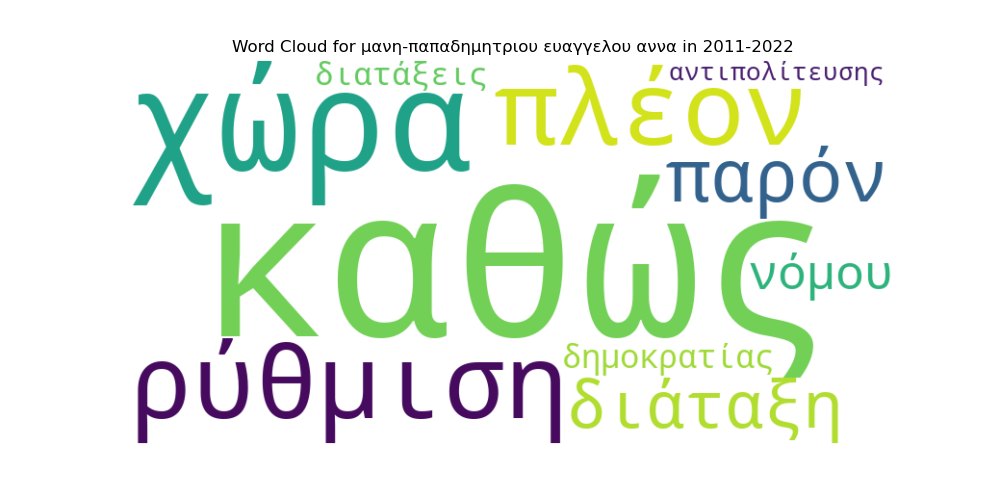 Word Cloud for μανη-παπαδημητριου ευαγγελου αννα in 2011-2022
διατάξεις
αντιπολίτευσης
χώρα
πλέον
παρόν
καθώς
νόμου
ρύθμιση
δημοκρατίας
διάταξη